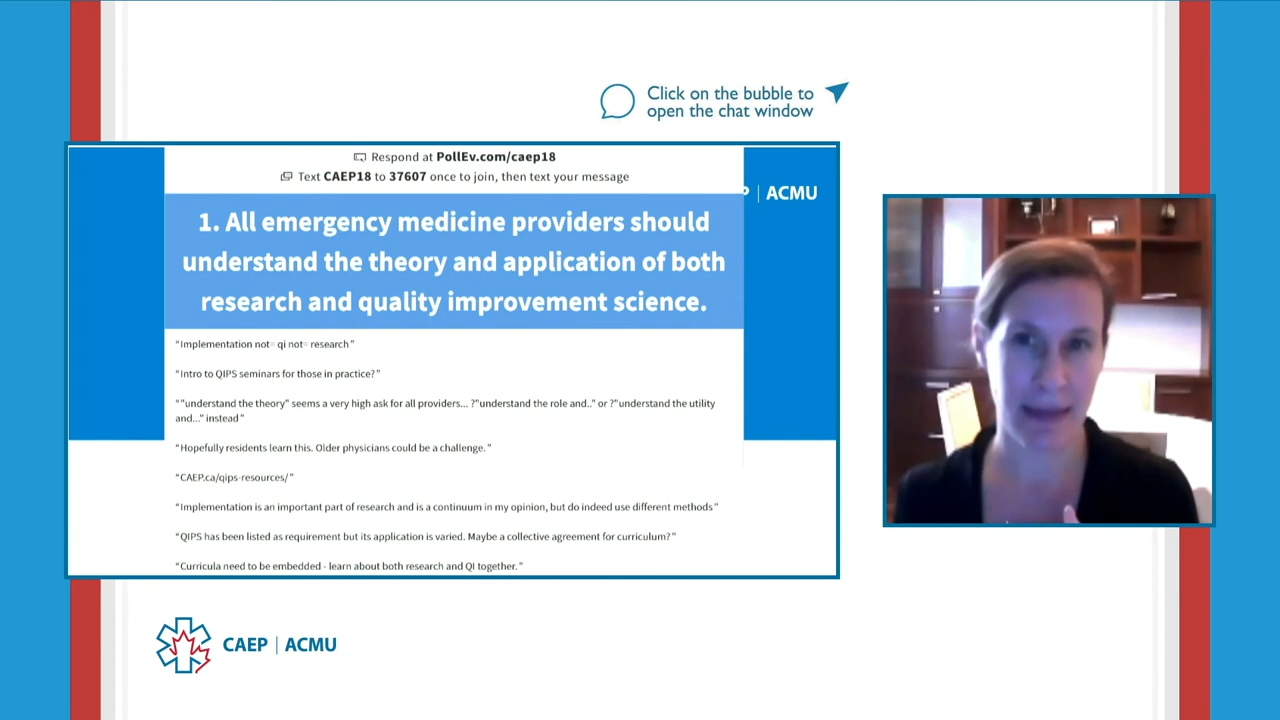 Click on the bubble to
open the chat window
Respond at PollEv.com/caep18
Text CAEP18 to 37607 once to join, then text your message
P | ACMU
1. All emergency medicine providers should
understand the theory and application of both
research and quality improvement science.
"Implementation not= qi not= research"
"Intro to QIPS seminars for those in practice?"
""understand the theory" seems a very high ask for all providers... ?"understand the role and.." or ?"understand the utility
and..." instead"
"Hopefully residents learn this. Older physicians could be a challenge. "
"CAEP.ca/qips-resources/"
"Implementation is an important part of research and is a continuum in my opinion, but do indeed use different methods"
"QIPS has been listed as requirement but its application is varied. Maybe a collective agreement for curriculum?"
"Curricula need to be embedded - learn about both research and QI together."
CAEP | ACMU